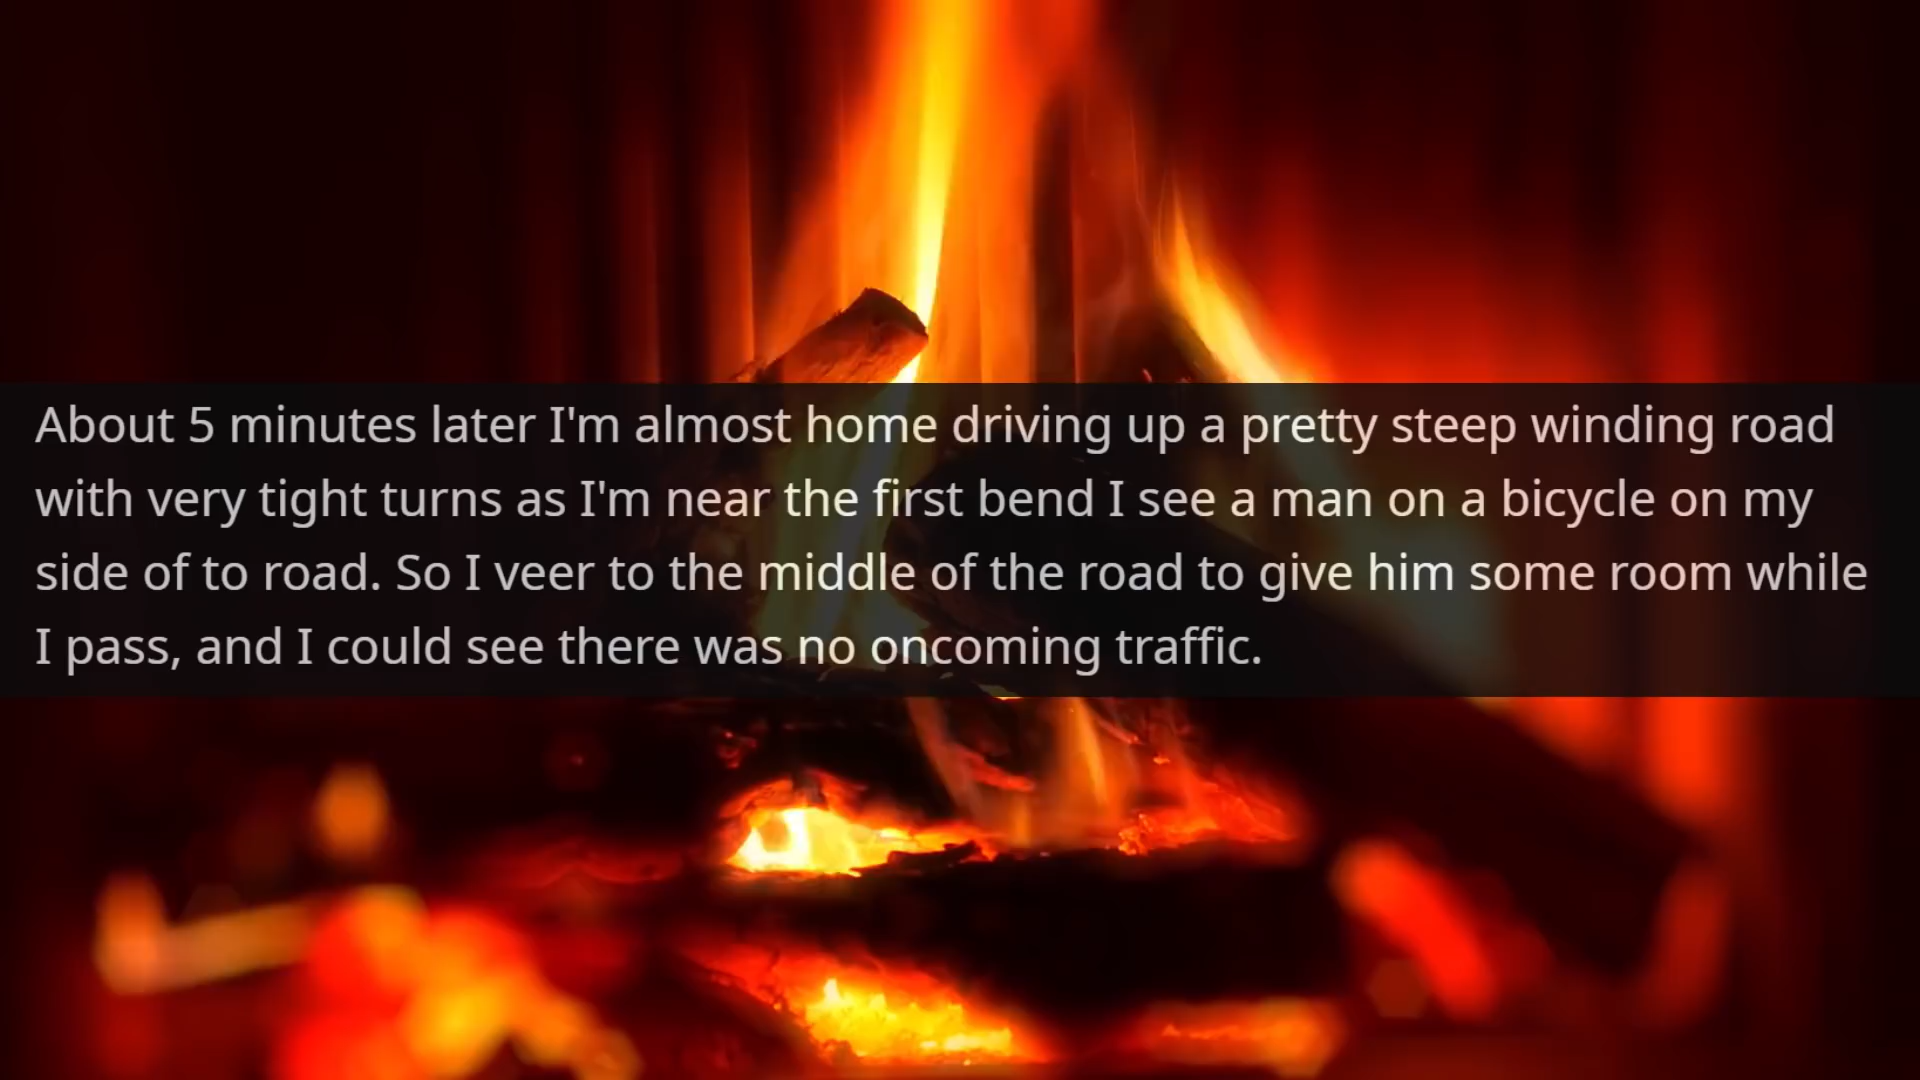 About 5 minutes later I'm almost home driving up a pretty steep winding road
with very tight turns as I'm near the first bend I see a man on a bicycle on my
side of to road. So I veer to the middle of the road to give him some room while
I pass, and I could see there was no oncoming traffic.